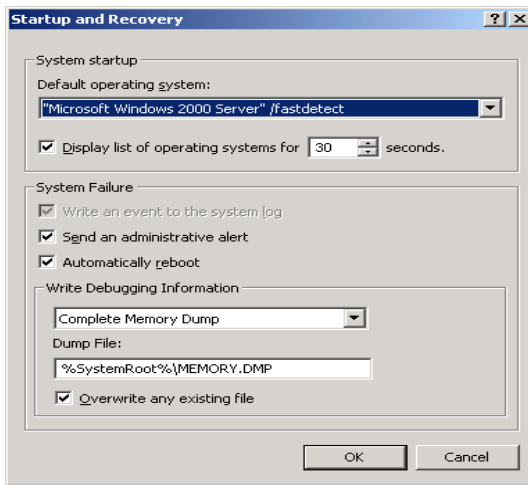 Startup and Recovery
System startup
Default operating system:
"Microsoft Windows 2000 Server" /fastdetect
Display list of operating systems for 30 seconds.
System Failure
Write an event to the system log
Send an administrative alert
Automatically reboot
Write Debugging Information
Complete Memory Dump
Dump File:
%SystemRoot%\MEMORY.DMP
Overwrite any existing file
OK Cancel